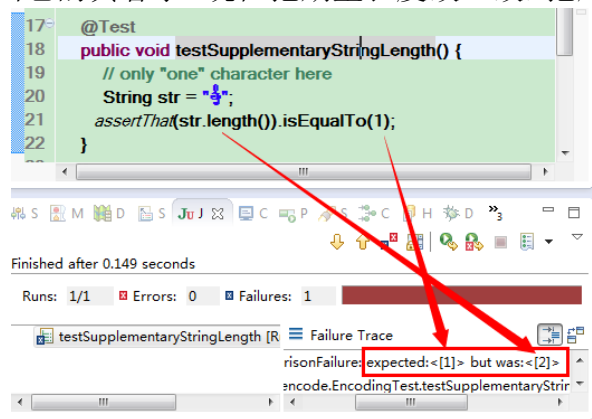 17 @Test
18 public void testSupplementaryStringLength() {
19 // only "one" character here
20 String str = "";
21 assertThat(str.length()).isEqualTo(1);
22 }
S M D S Ju J C P S C H D »3
Finished after 0.149 seconds
Runs: 1/1 Errors: 0 Failures: 1
testSupplementaryStringLength [R Failure Trace
risonFailure: expected:<[1]> but was:<[2]>
encode.EncodingTest.testSupplementaryStrin